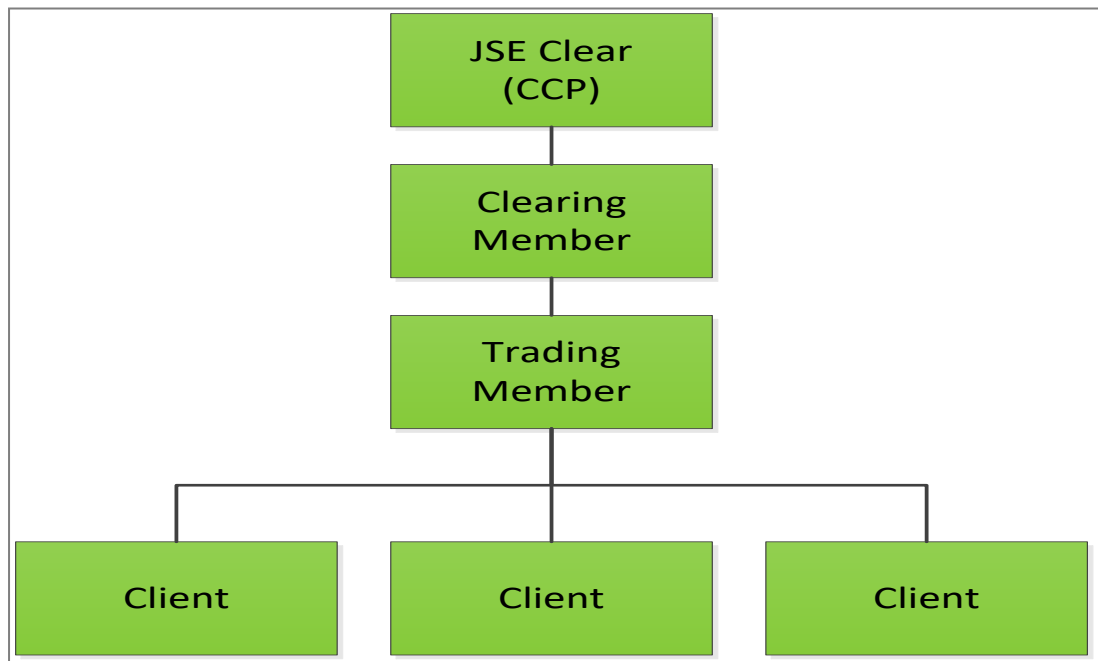 JSE Clear
(CCP)
Clearing
Member
Trading
Member
Client
Client
Client